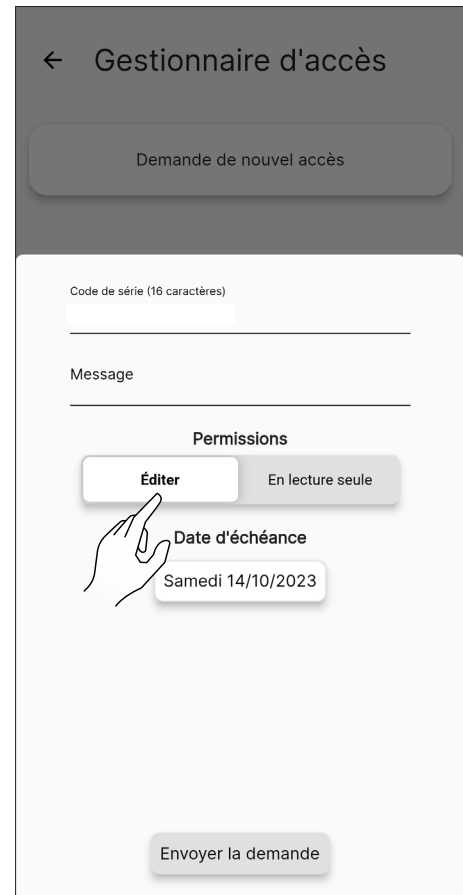 Gestionnaire d'accès
Demande de nouvel accès
Code de série (16 caractères)
Message
Permissions
Éditer
En lecture seule
Date d'échéance
Samedi 14/10/2023
Envoyer la demande